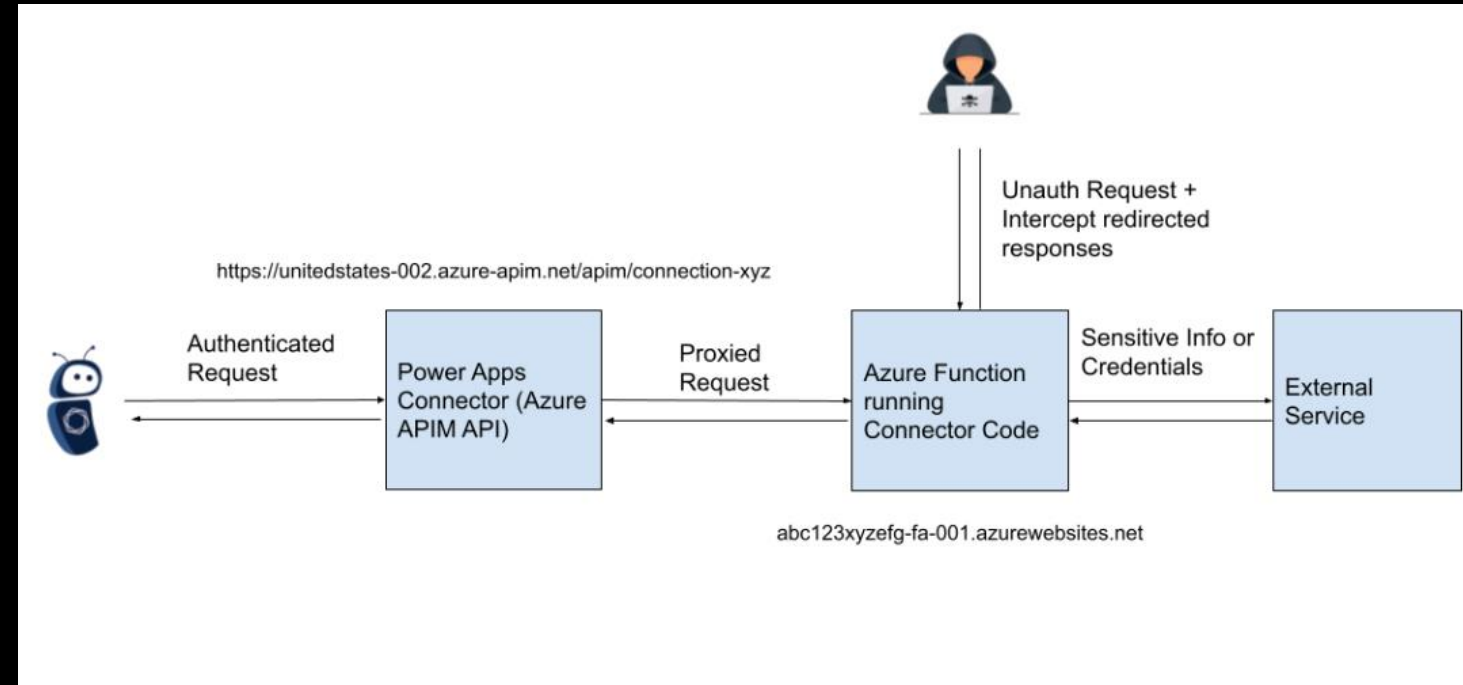 Unauth Request +
Intercept redirected
responses
https://unitedstates-002.azure-apim.net/apim/connection-xyz
Authenticated
Request
Power Apps
Connector (Azure
APIM API)
Proxied
Request
Azure Function
running
Connector Code
Sensitive Info or
Credentials
External
Service
abc123xyzefg-fa-001.azurewebsites.net